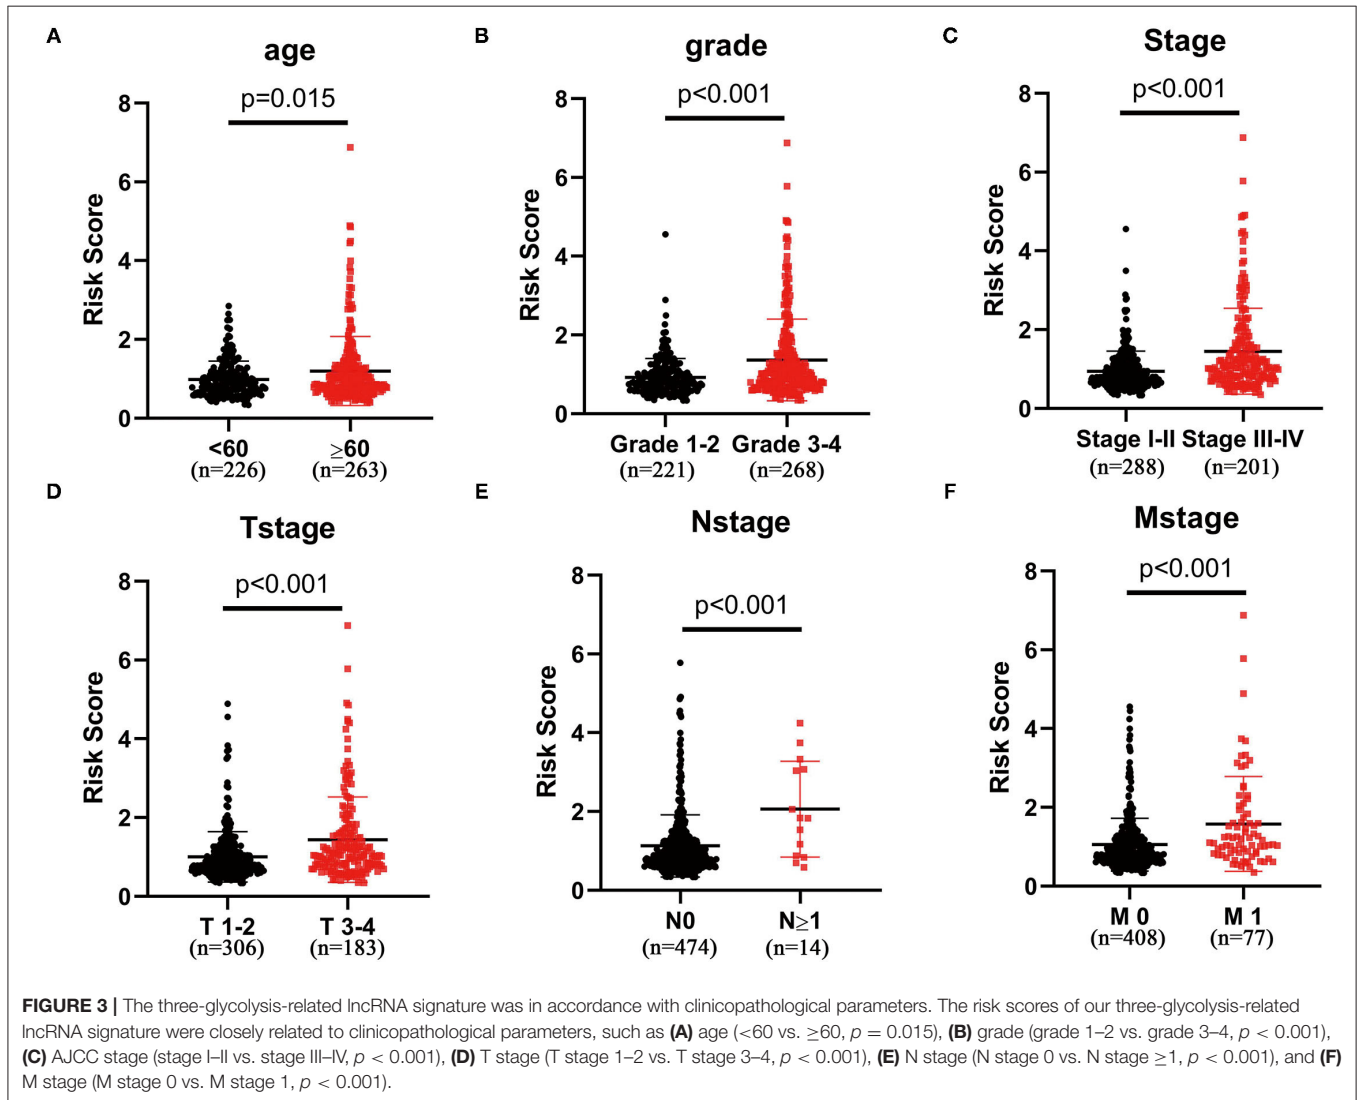 A
age
p=0.015
8
6
4
2
0
Risk Score
<60
≥60
(n=226)
(n=263)
B
grade
p<0.001
8
6
4
2
0
Risk Score
Grade 1-2 Grade 3-4
(n=221)
(n=268)
C
Stage
p<0.001
8
6
4
2
0
Risk Score
Stage I-II Stage III-IV
(n=288)
(n=201)
D
Tstage
p<0.001
8
6
4
2
0
Risk Score
T 1-2
T 3-4
(n=306)
(n=183)
E
Nstage
p<0.001
8
6
4
2
0
Risk Score
N0
N≥1
(n=474)
(n=14)
F
Mstage
p<0.001
8
6
4
2
0
Risk Score
M 0
M 1
(n=408)
(n=77)
FIGURE 3 | The three-glycolysis-related lncRNA signature was in accordance with clinicopathological parameters. The risk scores of our three-glycolysis-related
lncRNA signature were closely related to clinicopathological parameters, such as (A) age (<60 vs. ≥60, p = 0.015), (B) grade (grade 1–2 vs. grade 3–4, p < 0.001),
(C) AJCC stage (stage I–II vs. stage III–IV, p < 0.001), (D) T stage (T stage 1–2 vs. T stage 3–4, p < 0.001), (E) N stage (N stage 0 vs. N stage ≥1, p < 0.001), and (F)
M stage (M stage 0 vs. M stage 1, p < 0.001).